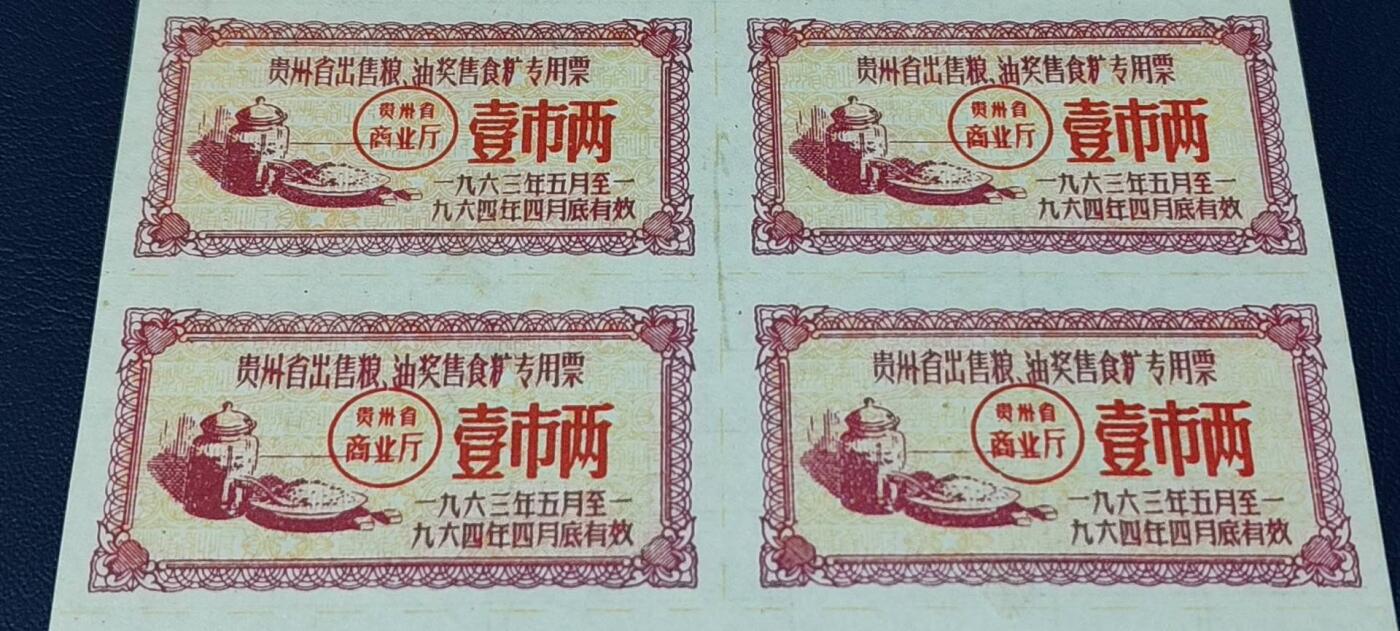 贵州省出售粮、油奖售食糖专用票
贵州省
商业厅
壹市两
一九六三年五月至一
九六四年四月底有效
贵州省出售粮、油奖售食糖专用票
贵州省
商业厅
壹市两
一九六三年五月至一
九六四年四月底有效
贵州省出售粮、油奖售食糖专用票
贵州省
商业厅
壹市两
一九六三年五月至一
九六四年四月底有效
贵州省出售粮、油奖售食糖专用票
贵州省
商业厅
壹市两
一九六三年五月至一
九六四年四月底有效